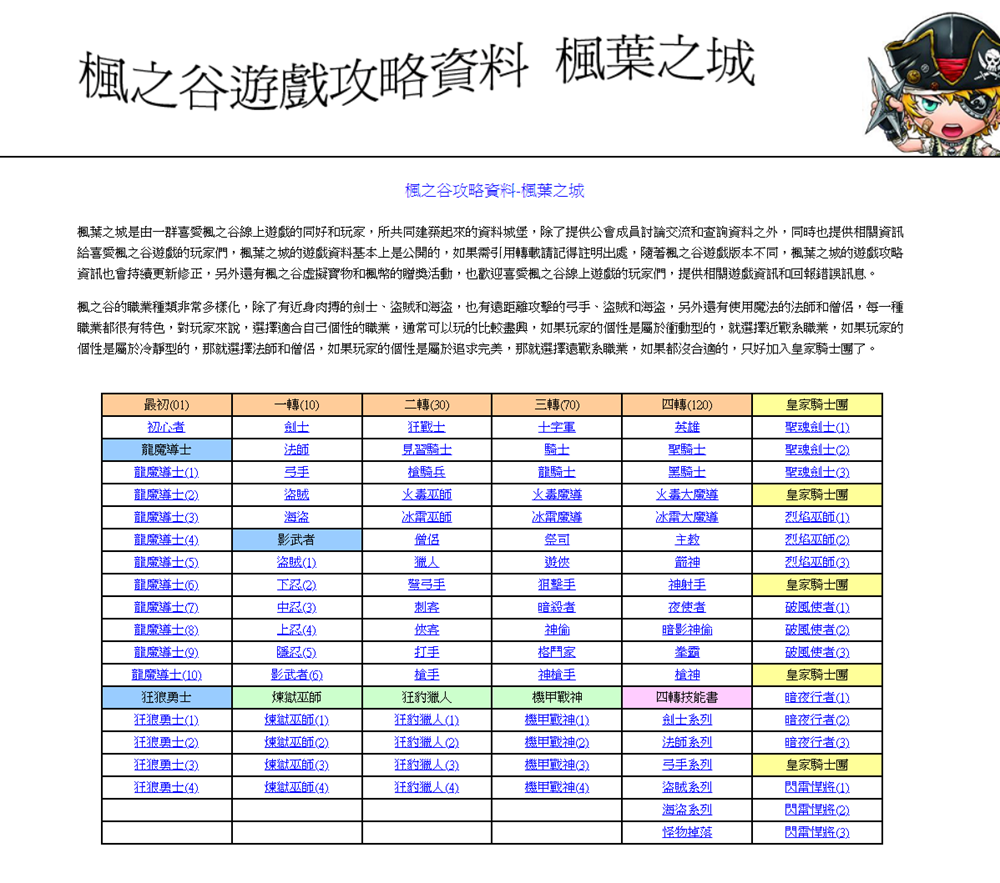 楓之谷遊戲攻略資料 楓葉之城
楓之谷攻略資料-楓葉之城
楓葉之城是由一群喜愛楓之谷線上遊戲的同好和玩家，所共同建築起來的資料城堡，除了提供公會成員討論交流和查詢資料之外，同時也提供相關資訊
給喜愛楓之谷遊戲的玩家們，楓葉之城的遊戲資料基本上是公開的，如果需引用轉載請記得註明出處，隨著楓之谷遊戲版本不同，楓葉之城的遊戲攻略
資訊也會持續更新修正，另外還有楓之谷虛擬寶物和楓幣的贈獎活動，也歡迎喜愛楓之谷線上遊戲的玩家們，提供相關遊戲資訊和回報錯誤訊息。
楓之谷的職業種類非常多樣化，除了有近身肉搏的劍士、盜賊和海盜，也有遠距離攻擊的弓手、盜賊和海盜，另外還有使用魔法的法師和僧侶，每一種
職業都很有特色，對玩家來說，選擇適合自己個性的職業，通常可以玩的比較盡興，如果玩家的個性是屬於衝動型的，就選擇近戰系職業，如果玩家的
個性是屬於冷靜型的，那就選擇法師和僧侶，如果玩家的個性是屬於追求完美，那就選擇遠戰系職業，如果都沒合適的，只好加入皇家騎士團了。
最初(01) 一轉(10) 二轉(30) 三轉(70) 四轉(120) 皇家騎士團
初心者 劍士 狂戰士 十字軍 英雄 聖魂劍士(1)
龍魔導士 法師 見習騎士 騎士 聖騎士 聖魂劍士(2)
龍魔導士(1) 弓手 槍騎兵 龍騎士 黑騎士 聖魂劍士(3)
龍魔導士(2) 盜賊 火毒巫師 火毒魔導 火毒大魔導 皇家騎士團
龍魔導士(3) 海盜 冰雷巫師 冰雷魔導 冰雷大魔導 烈焰巫師(1)
龍魔導士(4) 影武者 僧侶 祭司 主教 烈焰巫師(2)
龍魔導士(5) 盜賊(1) 獵人 遊俠 箭神 烈焰巫師(3)
龍魔導士(6) 下忍(2) 弩弓手 狙擊手 神射手 皇家騎士團
龍魔導士(7) 中忍(3) 刺客 暗殺者 夜使者 破風使者(1)
龍魔導士(8) 上忍(4) 俠客 神偷 暗影神偷 破風使者(2)
龍魔導士(9) 隱忍(5) 打手 格鬥家 拳霸 破風使者(3)
龍魔導士(10) 影武者(6) 槍手 神槍手 槍神 皇家騎士團
狂狼勇士 煉獄巫師 狂豹獵人 機甲戰神 四轉技能書 暗夜行者(1)
狂狼勇士(1) 煉獄巫師(1) 狂豹獵人(1) 機甲戰神(1) 劍士系列 暗夜行者(2)
狂狼勇士(2) 煉獄巫師(2) 狂豹獵人(2) 機甲戰神(2) 法師系列 暗夜行者(3)
狂狼勇士(3) 煉獄巫師(3) 狂豹獵人(3) 機甲戰神(3) 弓手系列 皇家騎士團
狂狼勇士(4) 煉獄巫師(4) 狂豹獵人(4) 機甲戰神(4) 盜賊系列 閃雷悍將(1)
海盜系列 閃雷悍將(2)
怪物掉落 閃雷悍將(3)